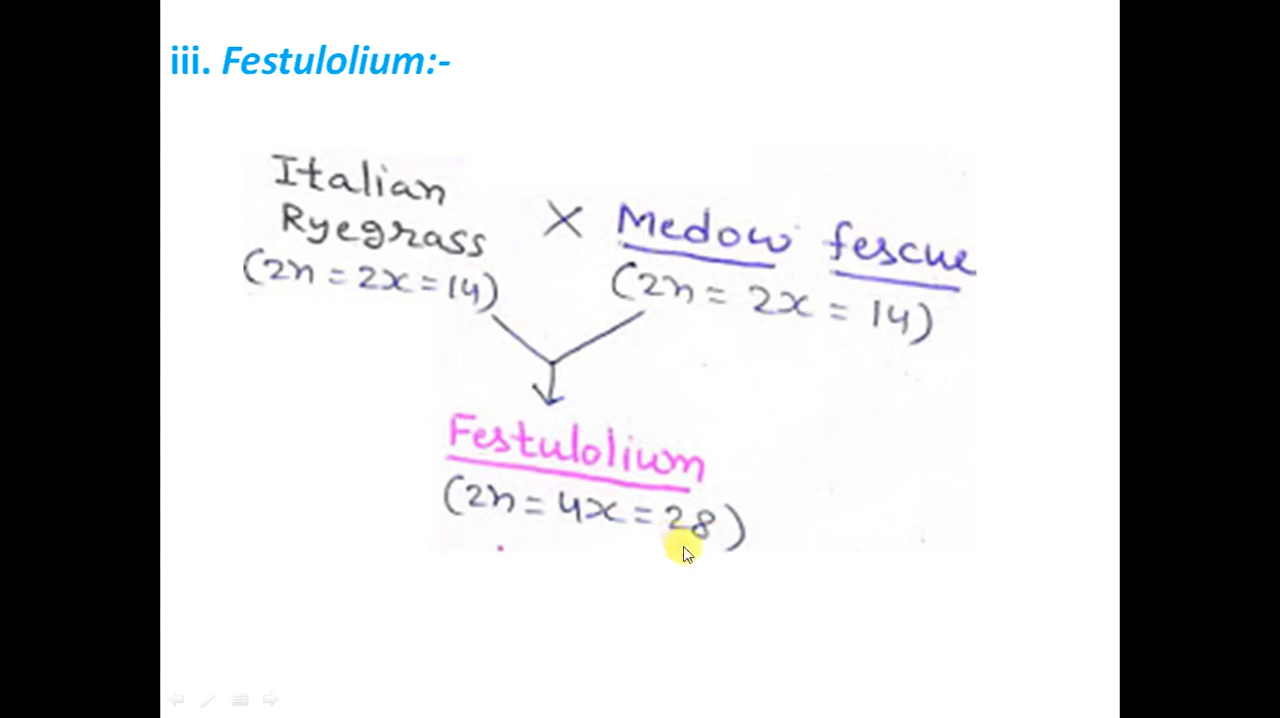 iii. Festulolium:-
Italian
Ryegrass
(2n = 2x = 14)
X Medow fescue
(2n = 2x = 14)
Festulolium
(2n = 4x = 28)